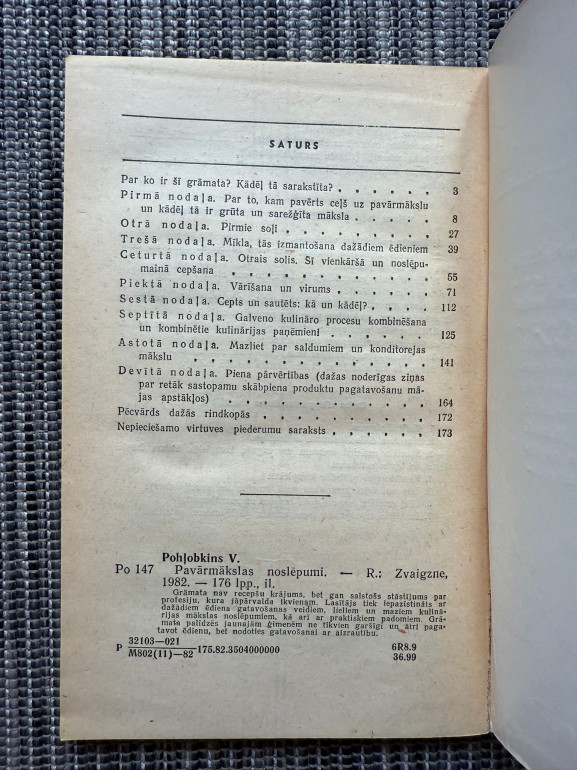 SATURS
Par ko ir šī grāmata? Kādēļ tā sarakstīta? . . . . . . 3
Pirmā nodaļa. Par to, kam pavērts ceļš uz pavārmākslu
un kādēļ tā ir grūta un sarežģīta māksla . . . . . 8
Otrā nodaļa. Pirmie soļi . . . . . . . . . . 27
Trešā nodaļa. Mīkla, tās izmantošana dažādiem ēdieniem 39
Ceturtā nodaļa. Otrais solis. Šī vienkāršā un noslēpu-
mainā cepšana . . . . . . . . . . . 55
Piektā nodaļa. Vārīšana un virums . . . . . . . 71
Sestā nodaļa. Cepts un sautēts: kā un kādēļ? . . . . 112
Septītā nodaļa. Galveno kulināro procesu kombinēšana
un kombinētie kulinārijas paņēmieni . . . . . . 125
Astotā nodaļa. Mazliet par saldumiem un konditorejas
mākslu . . . . . . . . . . . . . 141
Devītā nodaļa. Piena pārvērtības (dažas noderīgas ziņas
par retāk sastopamu skābpiena produktu pagatavošanu mā-
jas apstākļos) . . . . . . . . . . . 164
Pēcvārds dažās rindkopās . . . . . . . . . . 172
Nepieciešamo virtuves piederumu saraksts . . . . . . 173
Pohļobkins V.
Po 147 Pavārmākslas noslēpumi. — R.: Zvaigzne,
1982. — 176 lpp., il.
Grāmata nav recepšu krājums, bet gan saistošs stāstījums par
profesiju, kura jāpārvalda ikvienam. Lasītājs tiek iepazīstināts ar
dažādiem ēdiena gatavošanas veidiem, lieliem un maziem kulinā-
rijas mākslas noslēpumiem, kā arī ar praktiskiem padomiem. Grā-
mata palīdzēs jaunajām ģimenēm ne tikvien garšīgi un ātri paga-
tavot ēdienu, bet nodoties gatavošanai ar aizrautību.
P 32103—021
M802(11)—82 -175.82.3504000000 6R8.9
36.99